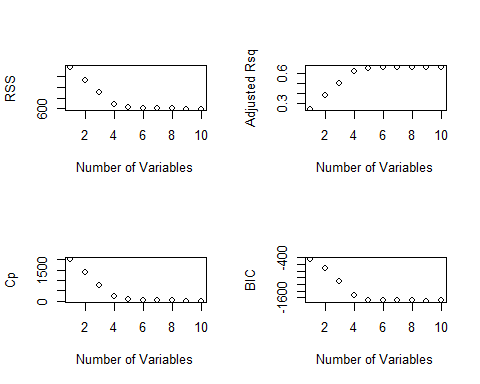 RSS
600
2 4 6 8 10
Number of Variables
Adjusted Rsq
0.3 0.6
2 4 6 8 10
Number of Variables
Cp
0 1500
2 4 6 8 10
Number of Variables
BIC
-1600 -400
2 4 6 8 10
Number of Variables